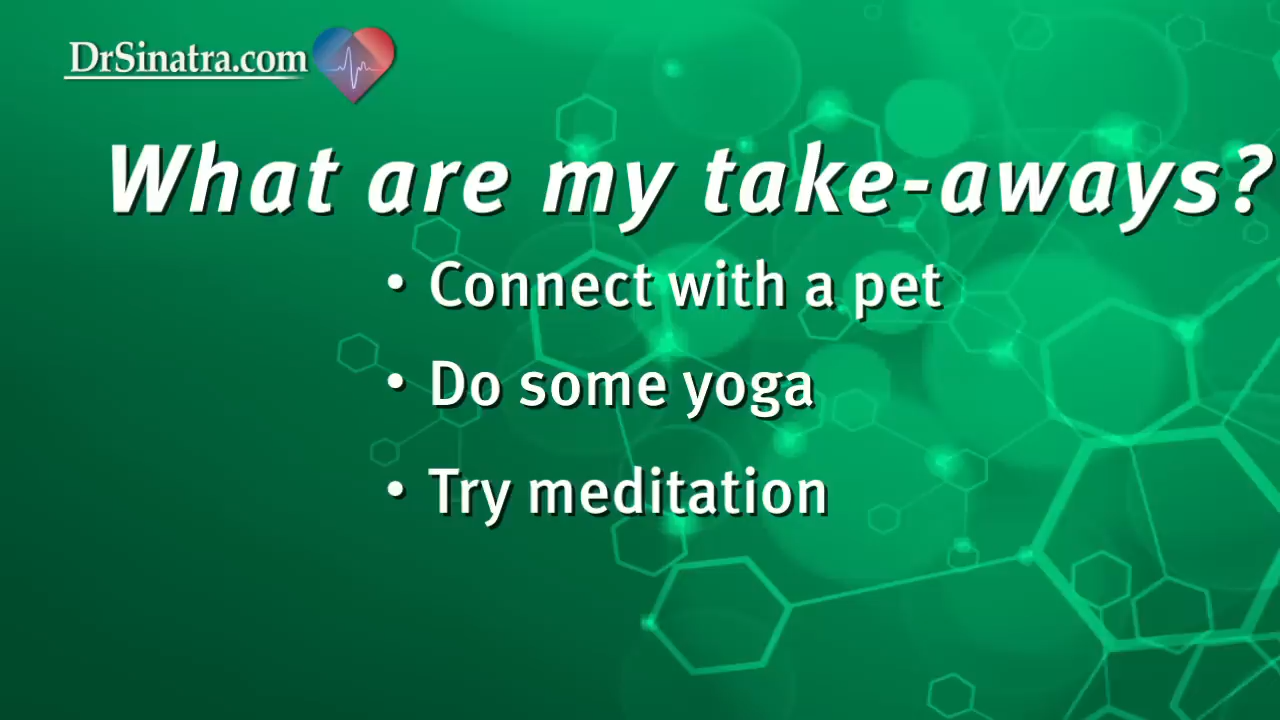 DrSinatra.com
What are my take-aways?
• Connect with a pet
• Do some yoga
• Try meditation